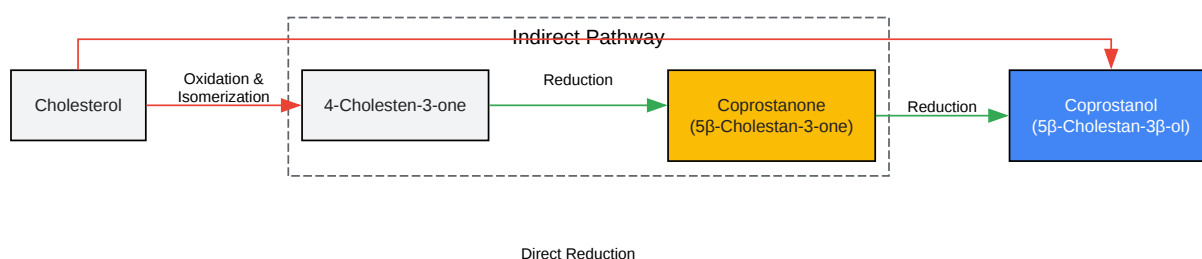 Indirect Pathway
Cholesterol
Oxidation &
Isomerization
4-Cholesten-3-one
Reduction
Coprostanone
(5β-Cholestan-3-one)
Reduction
Coprostanol
(5β-Cholestan-3β-ol)
Direct Reduction